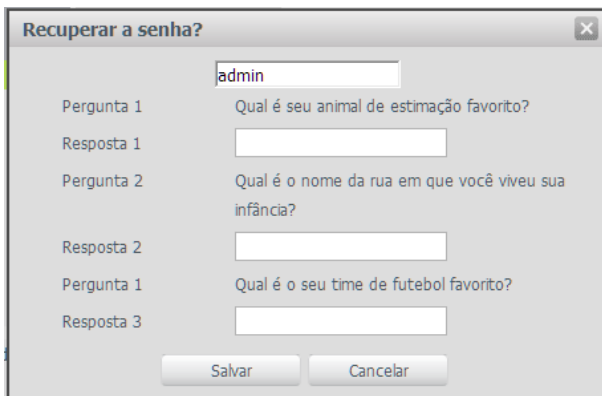 Recuperar a senha?
admin
Pergunta 1 Qual é seu animal de estimação favorito?
Resposta 1
Pergunta 2 Qual é o nome da rua em que você viveu sua
infância?
Resposta 2
Pergunta 1 Qual é o seu time de futebol favorito?
Resposta 3
Salvar Cancelar